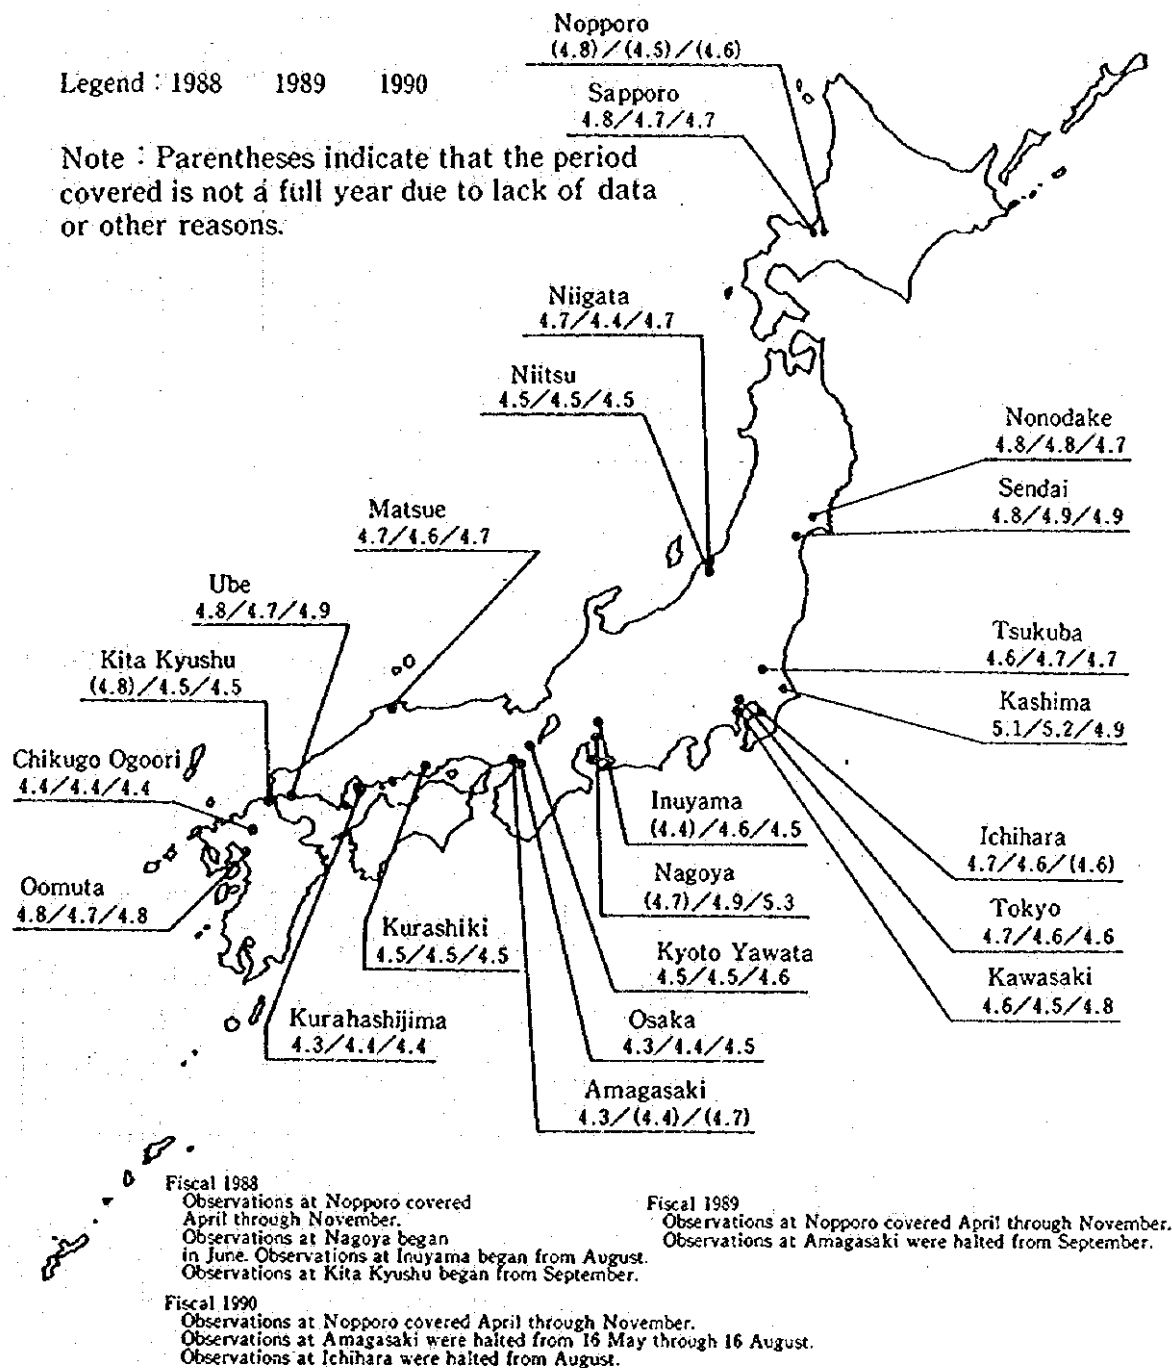 Nopporo
(4.8)/(4.5)/(4.6)
Legend : 1988 1989 1990
Sapporo
4.8/4.7/4.7
Note : Parentheses indicate that the period
covered is not a full year due to lack of data
or other reasons.
Niigata
4.7/4.4/4.7
Niitsu
4.5/4.5/4.5
Nonodake
4.8/4.8/4.7
Sendai
4.8/4.9/4.9
Matsue
4.7/4.6/4.7
Ube
4.8/4.7/4.9
Tsukuba
4.6/4.7/4.7
Kita Kyushu
(4.8)/4.5/4.5
Kashima
5.1/5.2/4.9
Chikugo Ogoori
4.4/4.4/4.4
Inuyama
(4.4)/4.6/4.5
Ichihara
4.7/4.6/(4.6)
Oomuta
4.8/4.7/4.8
Nagoya
(4.7)/4.9/5.3
Tokyo
4.7/4.6/4.6
Kurashiki
4.5/4.5/4.5
Kyoto Yawata
4.5/4.5/4.6
Kawasaki
4.6/4.5/4.8
Kurahashijima
4.3/4.4/4.4
Osaka
4.3/4.4/4.5
Amagasaki
4.3/(4.4)/(4.7)
Fiscal 1988
Observations at Nopporo covered
April through November.
Observations at Nagoya began
in June. Observations at Inuyama began from August.
Observations at Kita Kyushu began from September.
Fiscal 1989
Observations at Nopporo covered April through November.
Observations at Amagasaki were halted from September.
Fiscal 1990
Observations at Nopporo covered April through November.
Observations at Amagasaki were halted from 16 May through 16 August.
Observations at Ichihara were halted from August.